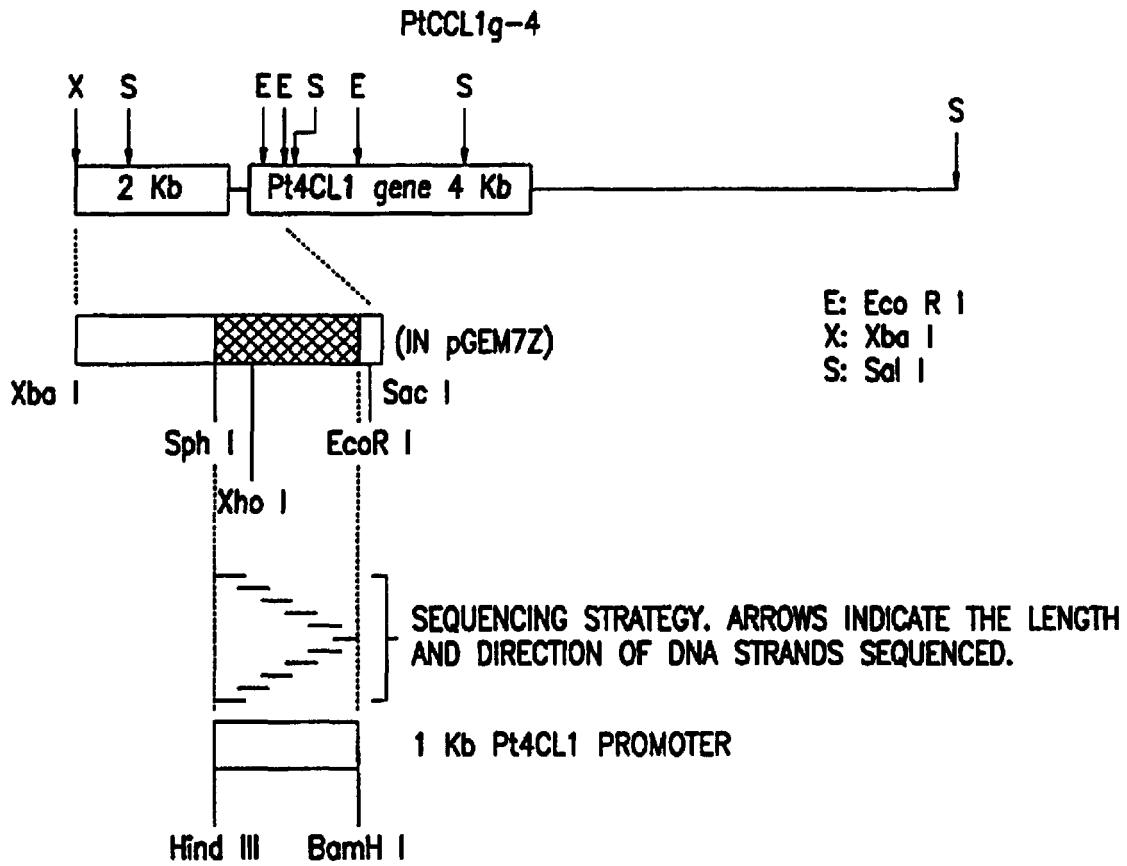 PtCCL1g-4
X S E E S E S S
2 Kb Pt4CL1 gene 4 Kb
E: Eco R I
X: Xba I
S: Sal I
(IN pGEM7Z)
Xba I Sac I
Sph I EcoR I
Xho I
SEQUENCING STRATEGY. ARROWS INDICATE THE LENGTH
AND DIRECTION OF DNA STRANDS SEQUENCED.
1 Kb Pt4CL1 PROMOTER
Hind III BamH I